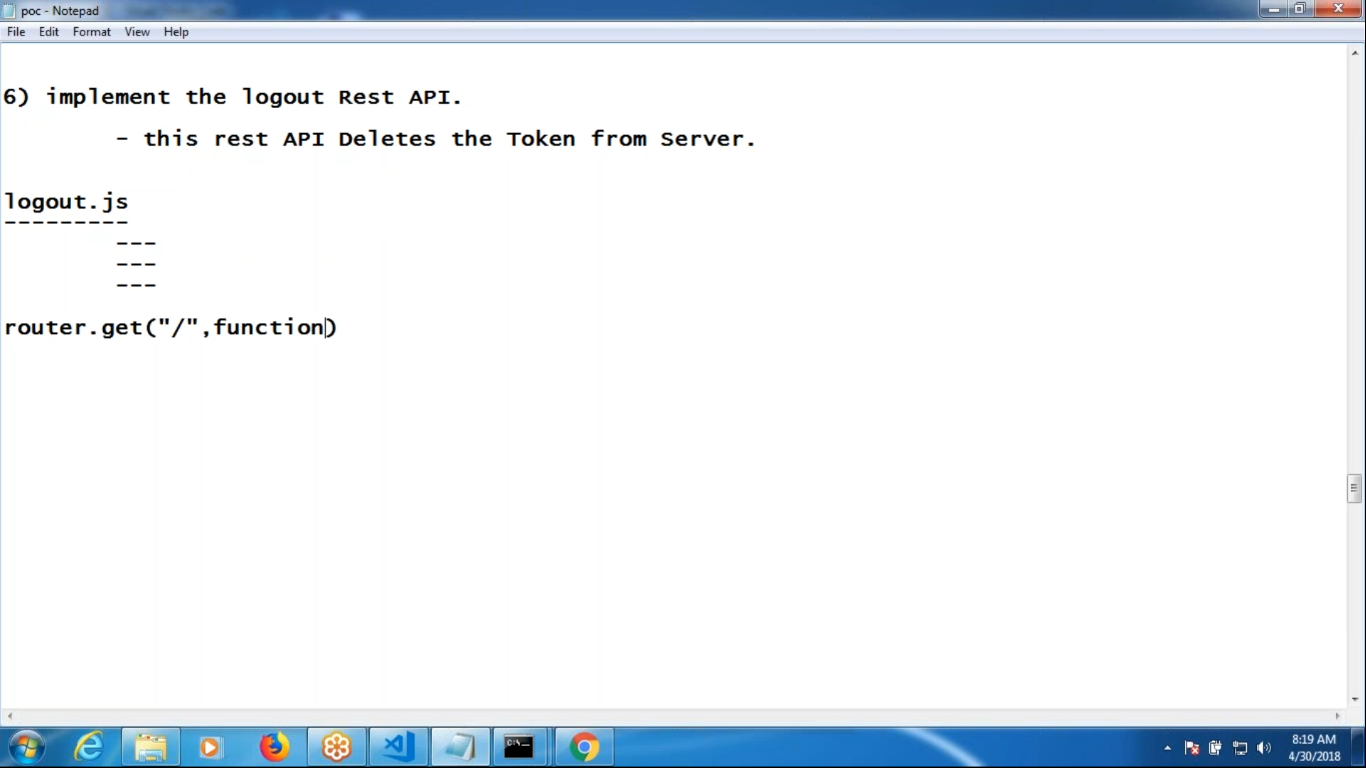 poc - Notepad
File Edit Format View Help
6) implement the logout Rest API.
- this rest API Deletes the Token from Server.
logout.js
---------
---
---
---
router.get("/",function)
8:19 AM
4/30/2018